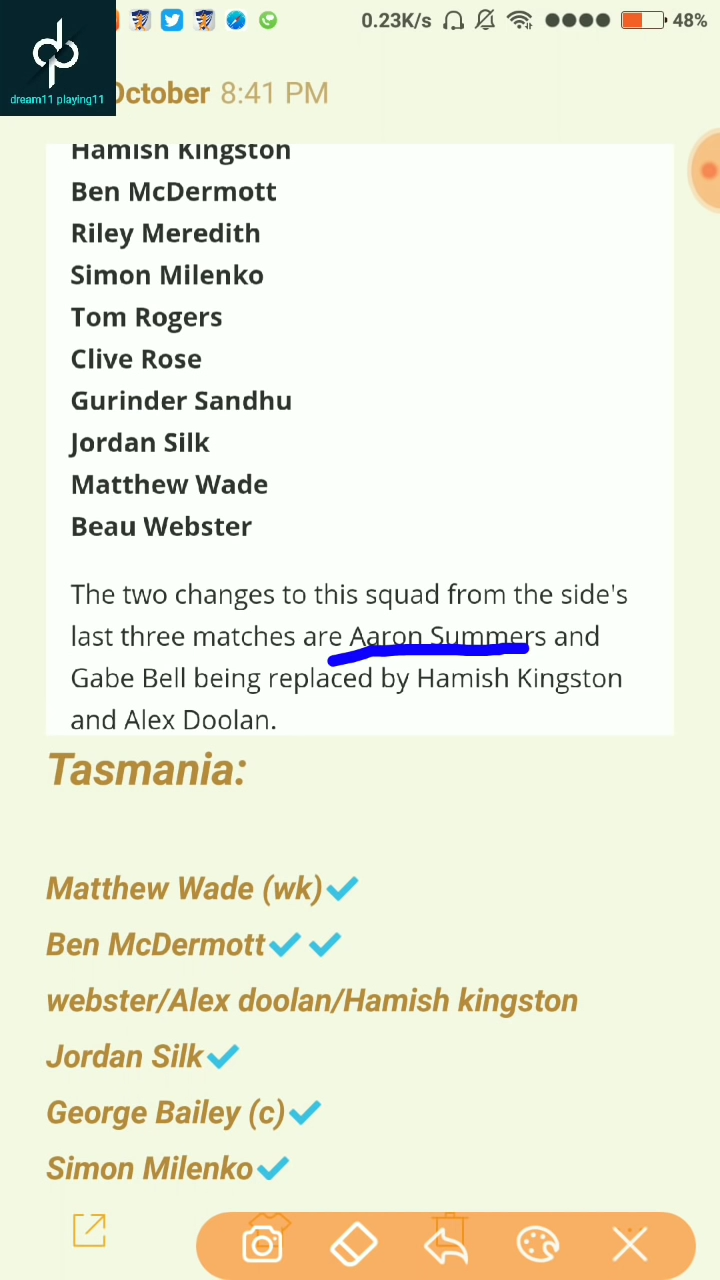 0.23K/s
48%
dream11 playing11
October 8:41 PM
Hamish Kingston
Ben McDermott
Riley Meredith
Simon Milenko
Tom Rogers
Clive Rose
Gurinder Sandhu
Jordan Silk
Matthew Wade
Beau Webster
The two changes to this squad from the side's
last three matches are Aaron Summers and
Gabe Bell being replaced by Hamish Kingston
and Alex Doolan.
Tasmania:
Matthew Wade (wk)
Ben McDermott
webster/Alex doolan/Hamish kingston
Jordan Silk
George Bailey (c)
Simon Milenko